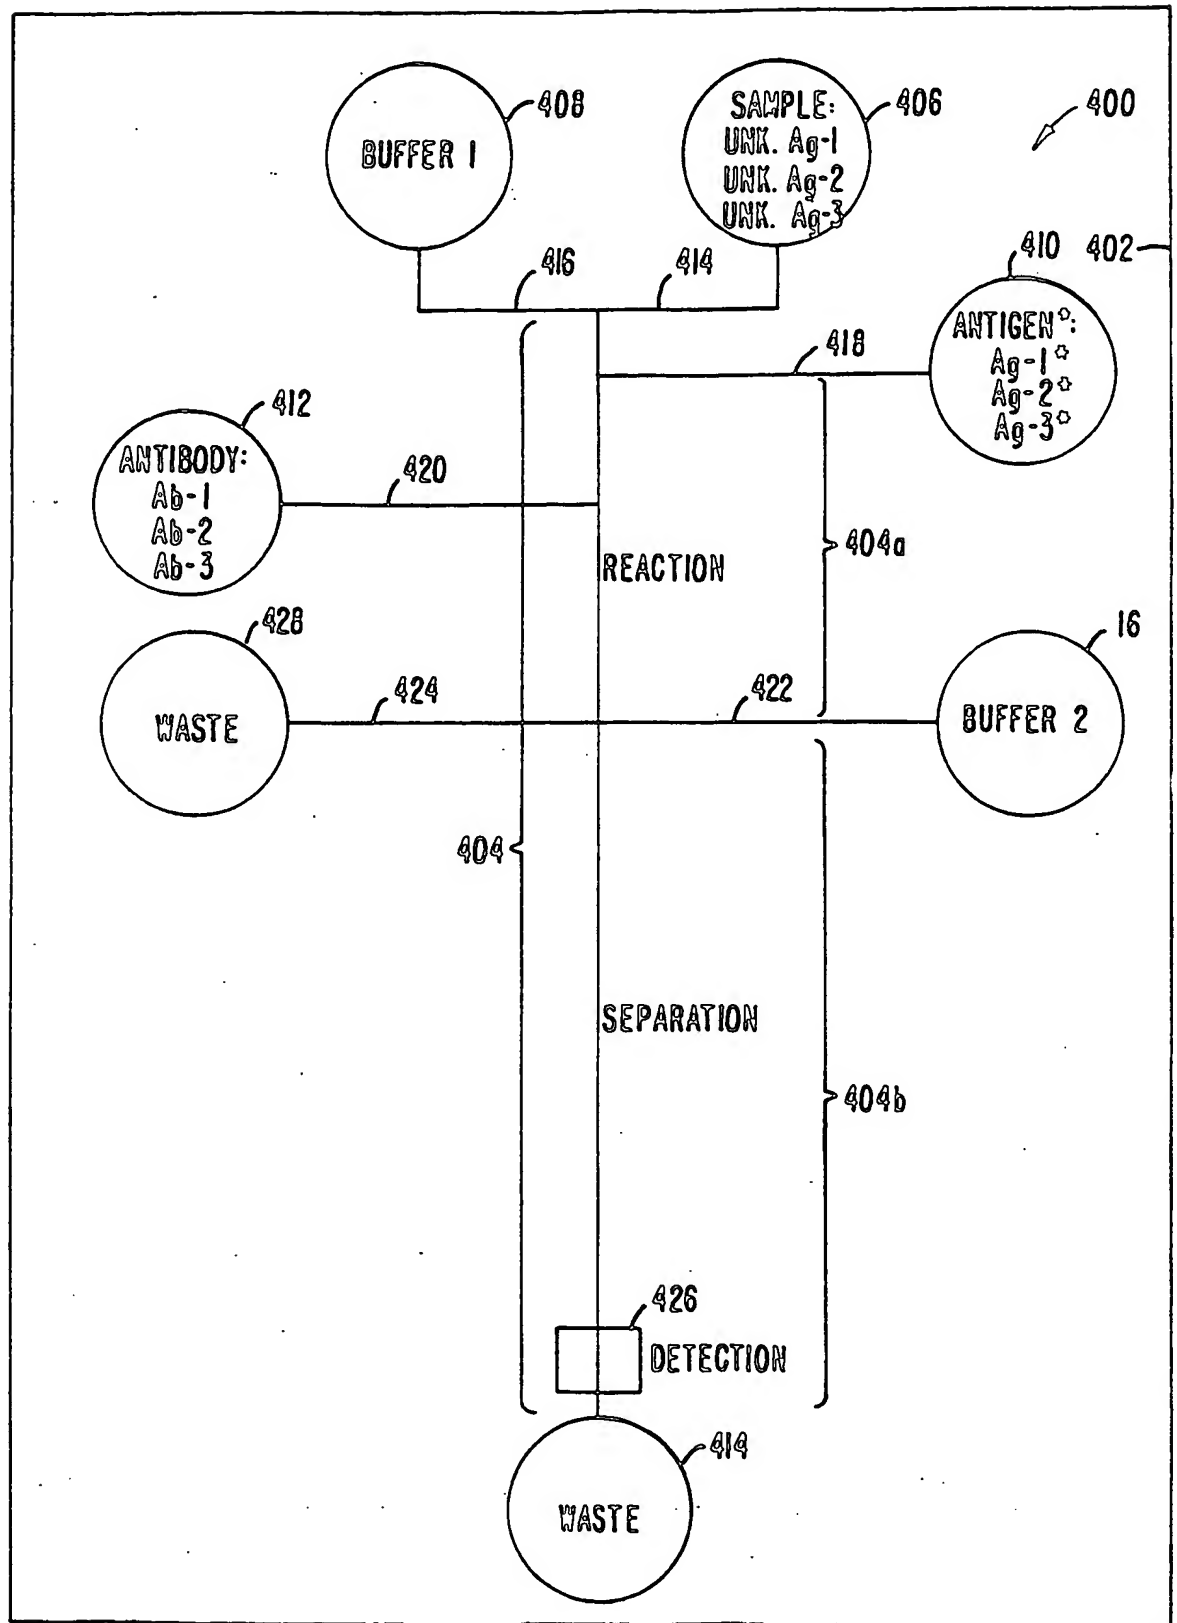 408
BUFFER 1
406
SAMPLE:
UNK. Ag-1
UNK. Ag-2
UNK. Ag-3
400
402
416
414
410
ANTIGEN*:
Ag-1*
Ag-2*
Ag-3*
418
412
ANTIBODY:
Ab-1
Ab-2
Ab-3
420
404a
REACTION
428
WASTE
424
422
16
BUFFER 2
404
SEPARATION
404b
426
DETECTION
414
WASTE